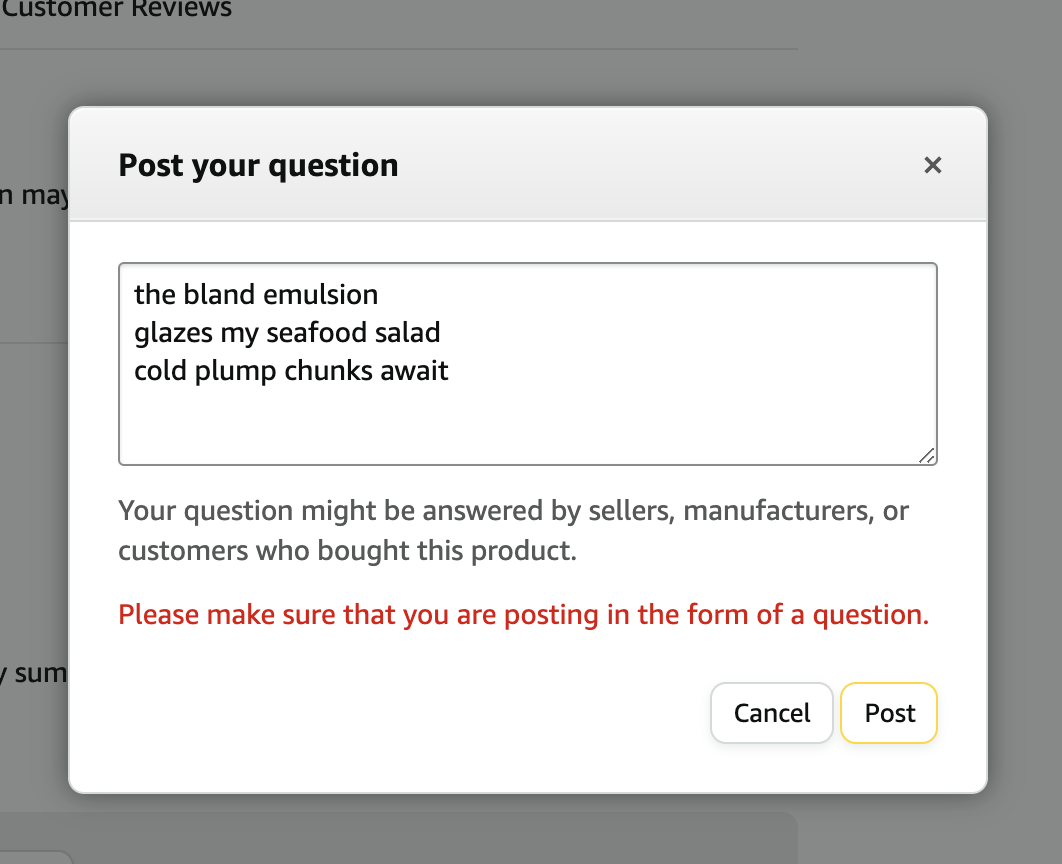 Customer Reviews
n may
Post your question
×
the bland emulsion
glazes my seafood salad
cold plump chunks await
Your question might be answered by sellers, manufacturers, or
customers who bought this product.
Please make sure that you are posting in the form of a question.
y sum
Cancel Post